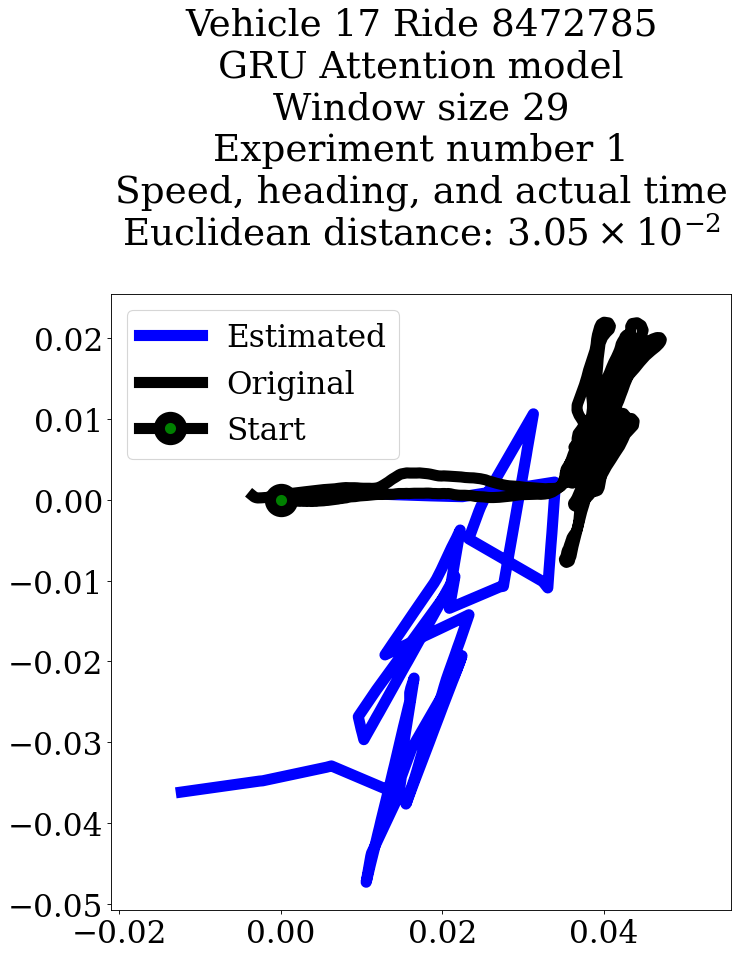 Vehicle 17 Ride 8472785
GRU Attention model
Window size 29
Experiment number 1
Speed, heading, and actual time
Euclidean distance: 3.05 × 10⁻²
Estimated
Original
Start
0.02
0.01
0.00
−0.01
−0.02
−0.03
−0.04
−0.05
−0.02 0.00 0.02 0.04